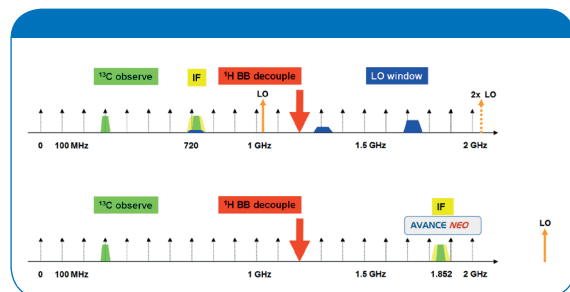 ¹³C observe IF ¹H BB decouple LO window
LO 2x LO
0 100 MHz 720 1 GHz 1.5 GHz 2 GHz
¹³C observe ¹H BB decouple IF
AVANCE NEO
LO
0 100 MHz 1 GHz 1.5 GHz 1.852 2 GHz